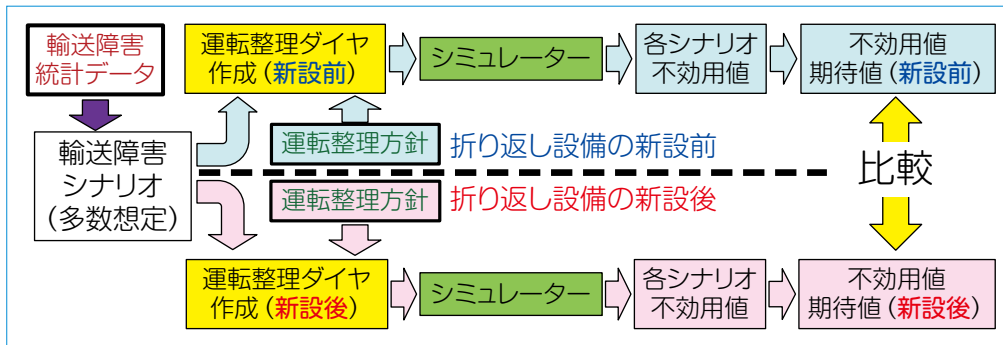 輸送障害
統計データ
輸送障害
シナリオ
(多数想定)
運転整理ダイヤ
作成(新設前)
シミュレーター
各シナリオ
不効用値
不効用値
期待値(新設前)
運転整理方針
折り返し設備の新設前
比較
運転整理方針
折り返し設備の新設後
運転整理ダイヤ
作成(新設後)
シミュレーター
各シナリオ
不効用値
不効用値
期待値(新設後)